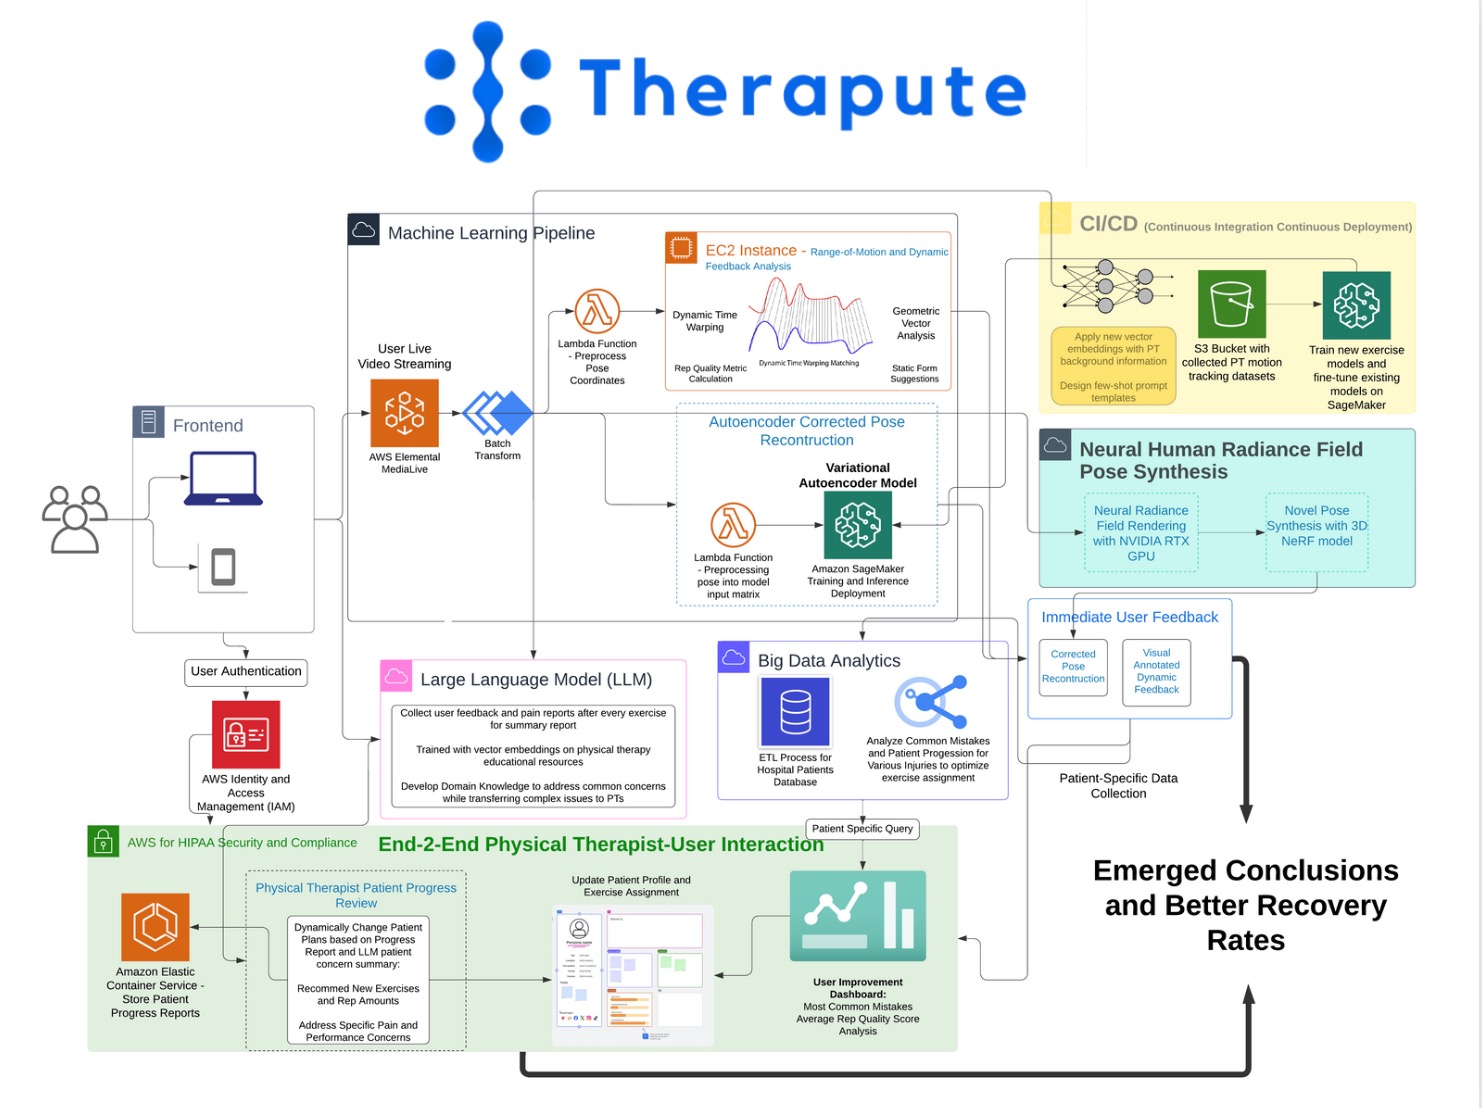 Therapute
Machine Learning Pipeline
EC2 Instance - Range-of-Motion and Dynamic
Feedback Analysis
Dynamic Time
Warping
Geometric
Vector
Analysis
Dynamic Time Warping Matching
Rep Quality Metric
Calculation
Static Form
Suggestions
Lambda Function
- Preprocess
Pose
Coordinates
User Live
Video Streaming
AWS Elemental
MediaLive
Batch
Transform
Autoencoder Corrected Pose
Recontruction
Variational
Autoencoder Model
Lambda Function
- Preprocessing
pose into model
input matrix
Amazon SageMaker
Training and Inference
Deployment
CI/CD (Continuous Integration Continuous Deployment)
Apply new vector
embeddings with PT
background information
Design few-shot prompt
templates
S3 Bucket with
collected PT motion
tracking datasets
Train new exercise
models and
fine-tune existing
models on
SageMaker
Frontend
Neural Human Radiance Field
Pose Synthesis
Neural Radiance
Field Rendering
with NVIDIA RTX
GPU
Novel Pose
Synthesis with 3D
NeRF model
Immediate User Feedback
Corrected
Pose
Recontruction
Visual
Annotated
Dynamic
Feedback
User Authentication
AWS Identity and
Access
Management (IAM)
Large Language Model (LLM)
Collect user feedback and pain reports after every exercise
for summary report
Trained with vector embeddings on physical therapy
educational resources
Develop Domain Knowledge to address common concerns
while transferring complex issues to PTs
Big Data Analytics
ETL Process for
Hospital Patients
Database
Analyze Common Mistakes
and Patient Progession for
Various Injuries to optimize
exercise assignment
Patient-Specific Data
Collection
Patient Specific Query
AWS for HIPAA Security and Compliance
End-2-End Physical Therapist-User Interaction
Amazon Elastic
Container Service -
Store Patient
Progress Reports
Physical Therapist Patient Progress
Review
Dynamically Change Patient
Plans based on Progress
Report and LLM patient
concern summary:
Recommed New Exercises
and Rep Amounts
Address Specific Pain and
Performance Concerns
Update Patient Profile and
Exercise Assignment
User Improvement
Dashboard:
Most Common Mistakes
Average Rep Quality Score
Analysis
Emerged Conclusions
and Better Recovery
Rates